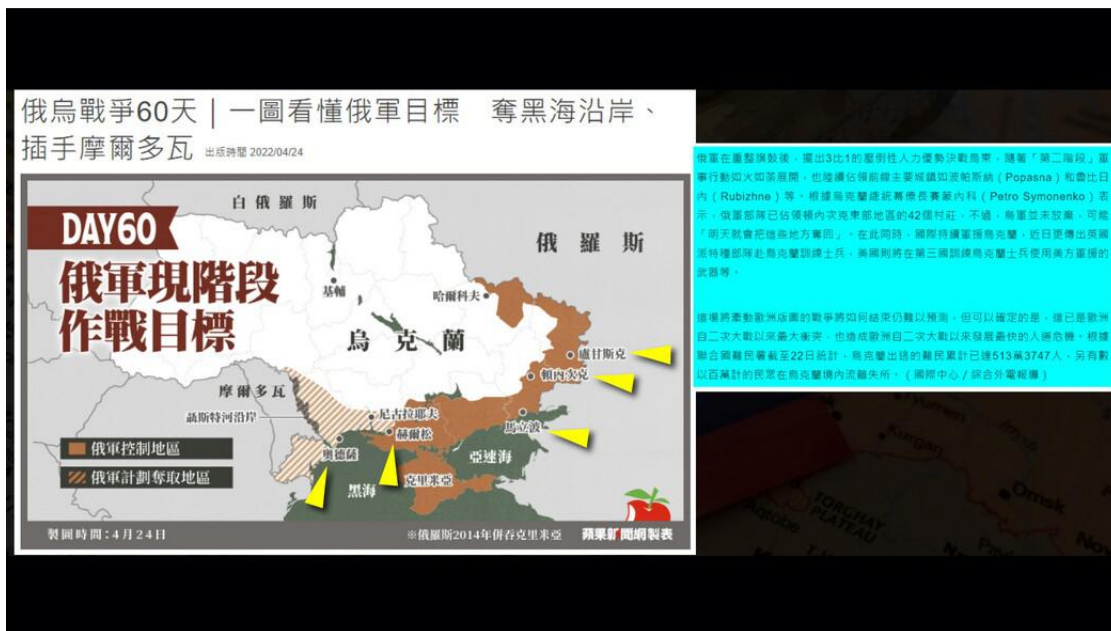 俄烏戰爭60天｜一圖看懂俄軍目標　奪黑海沿岸、
插手摩爾多瓦 出版時間 2022/04/24
DAY60
俄軍現階段
作戰目標
白俄羅斯
俄羅斯
基輔
哈爾科夫
烏克蘭
盧甘斯克
頓內次克
摩爾多瓦
聶斯特河沿岸
尼古拉耶夫
赫爾松
馬立波
奧德薩
亞速海
克里米亞
黑海
俄軍控制地區
俄軍計劃奪取地區
製圖時間:4月24日
※俄羅斯2014年併吞克里米亞
蘋果新聞網製表
俄軍在重整旗鼓後，擺出3比1的壓倒性人力優勢決戰烏東，隨著「第二階段」軍
事行動如火如荼展開，也陸續佔領前線主要城鎮如波帕斯納（Popasna）和魯比日
內（Rubizhne）等。根據烏克蘭總統幕僚長賽蒙內科（Petro Symonenko）表
示，俄軍部隊已佔領頓內次克東部地區的42個村莊，不過，烏軍並未放棄，可能
「明天就會把這些地方奪回」。在此同時，國際持續軍援烏克蘭，近日更傳出英國
派特種部隊赴烏克蘭訓練士兵，美國則將在第三國訓練烏克蘭士兵使用美方軍援的
武器等。
這場將牽動歐洲版圖的戰爭將如何結束仍難以預測，但可以確定的是，這已是歐洲
自二次大戰以來最大衝突，也造成歐洲自二次大戰以來發展最快的人道危機，根據
聯合國難民署截至22日統計，烏克蘭出逃的難民累計已達513萬3747人，另有數
以百萬計的民眾在烏克蘭境內流離失所。（國際中心／綜合外電報導）
Kurgan
Omsk
TORGHAY
PLATEAU